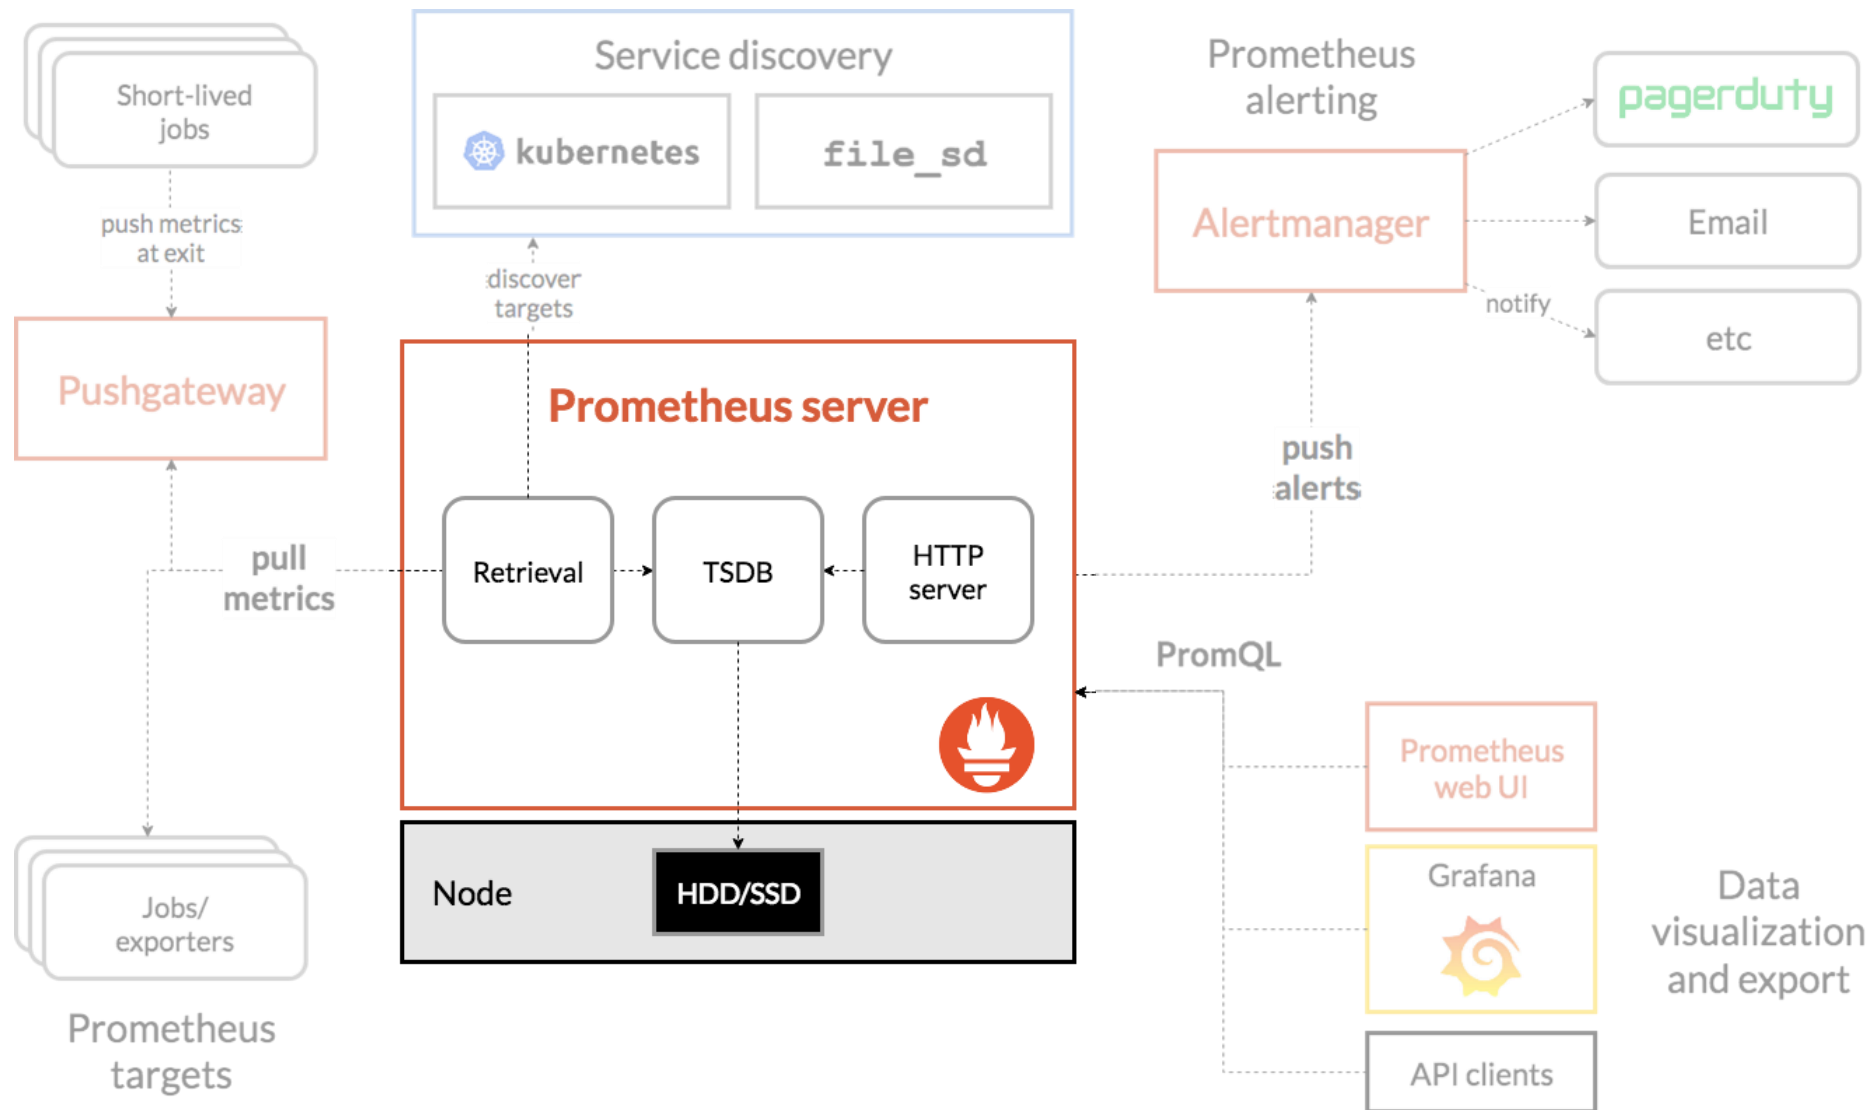 Short-lived
jobs
push metrics
at exit
Pushgateway
Service discovery
kubernetes
file_sd
discover
targets
Prometheus
alerting
Alertmanager
pagerduty
Email
notify
etc
Prometheus server
Retrieval
TSDB
HTTP
server
pull
metrics
push
alerts
PromQL
Node
HDD/SSD
Jobs/
exporters
Prometheus
targets
Prometheus
web UI
Grafana
API clients
Data
visualization
and export